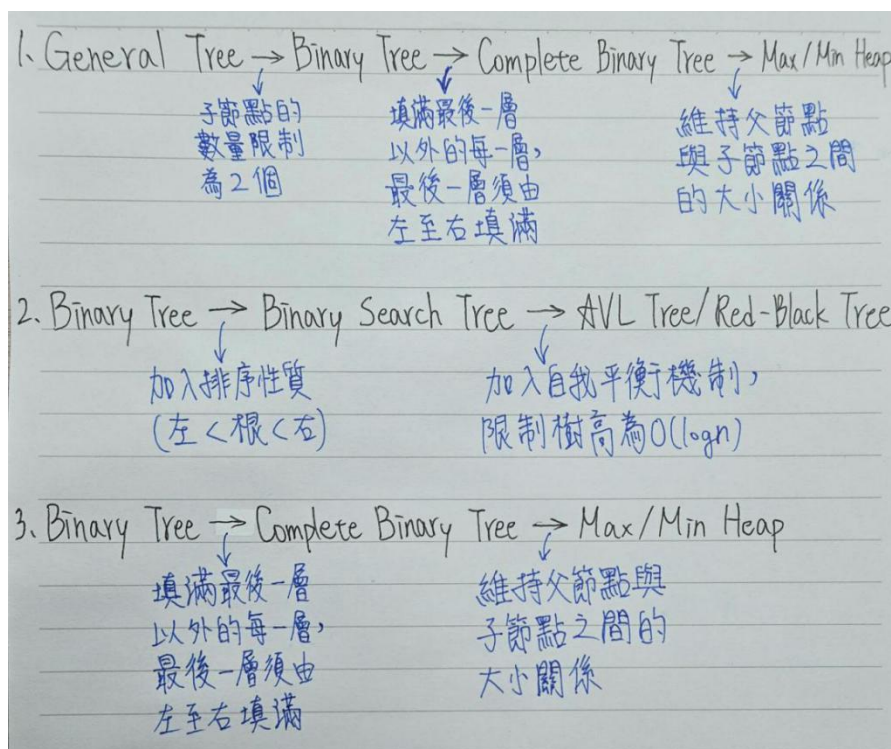 1. General Tree → Binary Tree → Complete Binary Tree → Max/Min Heap
子節點的
數量限制
為2個
填滿最後一層
以外的每一層,
最後一層須由
左至右填滿
維持父節點
與子節點之間
的大小關係
2. Binary Tree → Binary Search Tree → AVL Tree/Red-Black Tree
加入排序性質
(左<根<右)
加入自我平衡機制,
限制樹高為O(logn)
3. Binary Tree → Complete Binary Tree → Max/Min Heap
填滿最後一層
以外的每一層,
最後一層須由
左至右填滿
維持父節點與
子節點之間的
大小關係